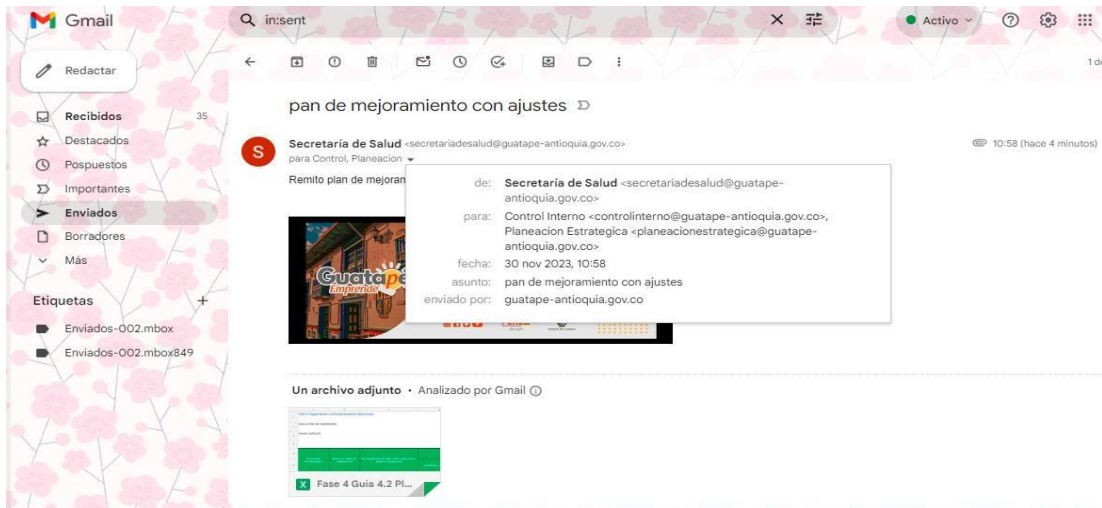 Gmail
in:sent
Activo
Redactar
1 de
pan de mejoramiento con ajustes
Recibidos 35
Destacados
Pospuestos
Importantes
Enviados
Borradores
Más
Etiquetas +
Enviados-002.mbox
Enviados-002.mbox849
S
Secretaría de Salud <secretariadesalud@guatape-antioquia.gov.co>
10:58 (hace 4 minutos)
para Control, Planeacion
Remito plan de mejoran
de: Secretaría de Salud <secretariadesalud@guatape-
antioquia.gov.co>
para: Control Interno <controlinterno@guatape-antioquia.gov.co>,
Planeacion Estrategica <planeacionestrategica@guatape-
antioquia.gov.co>
fecha: 30 nov 2023, 10:58
asunto: pan de mejoramiento con ajustes
enviado por: guatape-antioquia.gov.co
Guatapé
Emprende
Un archivo adjunto • Analizado por Gmail
X Fase 4 Guia 4.2 Pl...